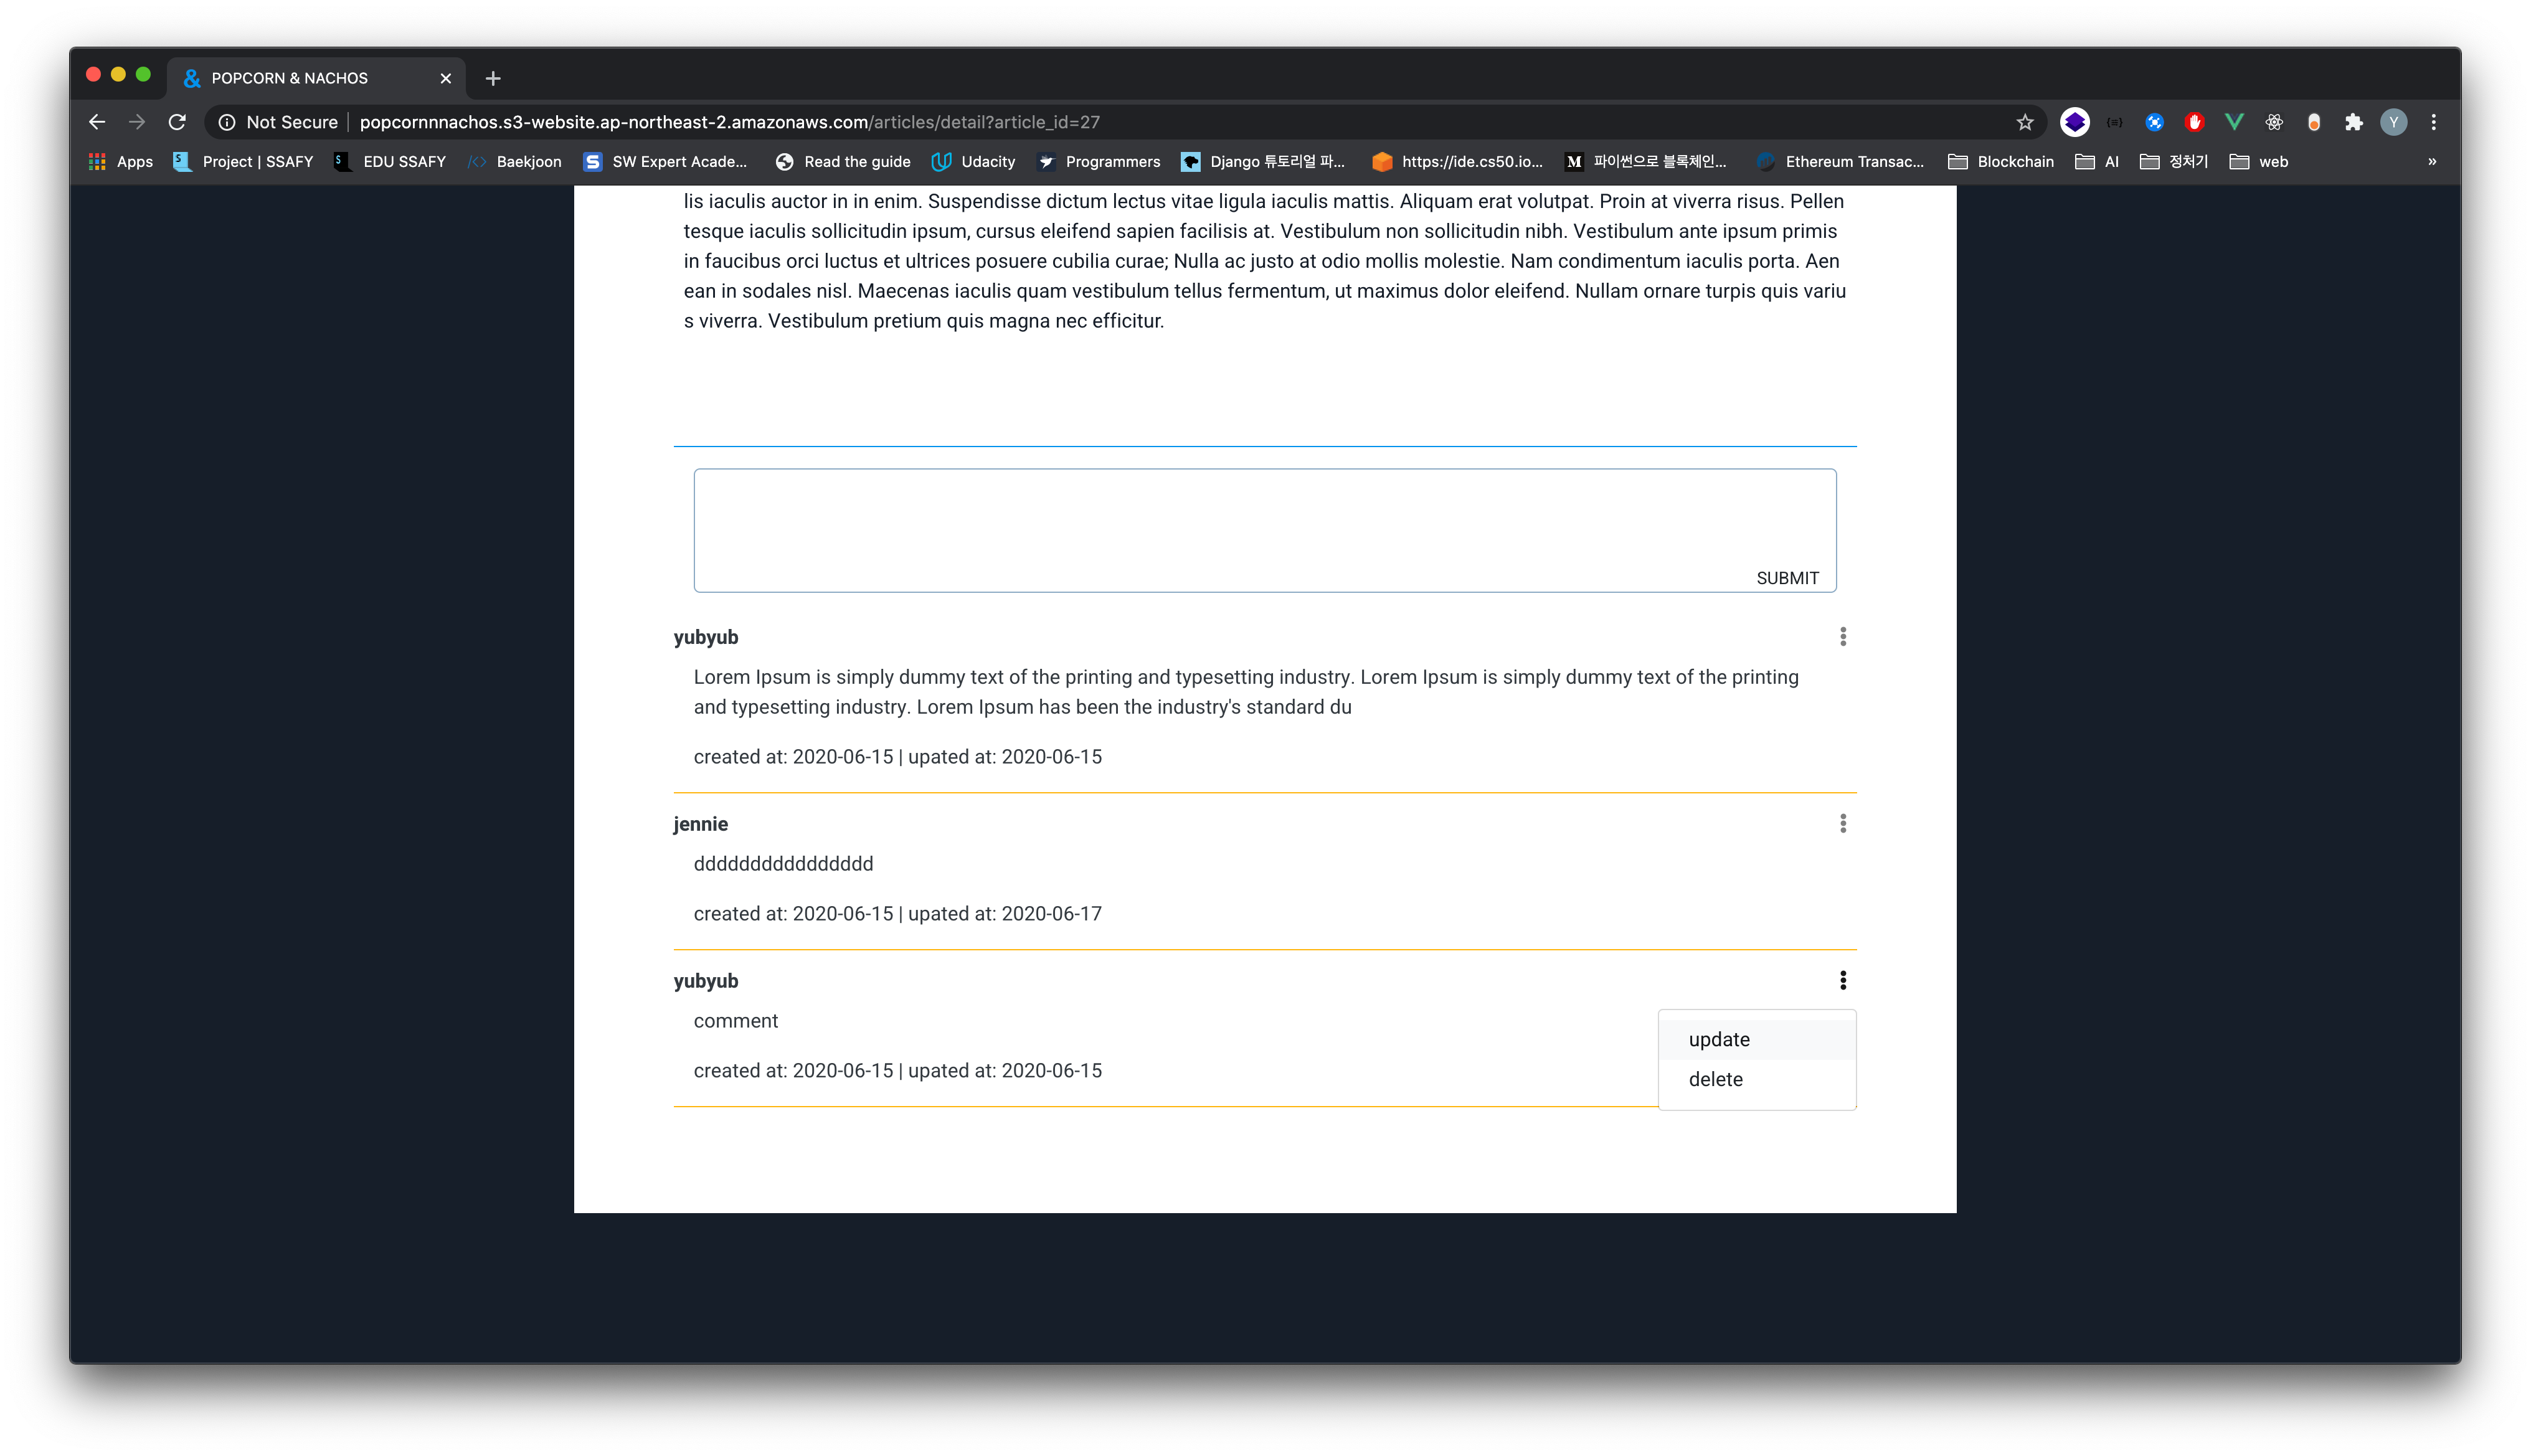 POPCORN & NACHOS
Not Secure | popcornnnachos.s3-website.ap-northeast-2.amazonaws.com/articles/detail?article_id=27
Y
Apps Project | SSAFY EDU SSAFY Baekjoon SW Expert Acade... Read the guide Udacity Programmers Django 튜토리얼 파... https://ide.cs50.io... 파이썬으로 블록체인... Ethereum Transac... Blockchain AI 정처기 web »
lis iaculis auctor in in enim. Suspendisse dictum lectus vitae ligula iaculis mattis. Aliquam erat volutpat. Proin at viverra risus. Pellen
tesque iaculis sollicitudin ipsum, cursus eleifend sapien facilisis at. Vestibulum non sollicitudin nibh. Vestibulum ante ipsum primis
in faucibus orci luctus et ultrices posuere cubilia curae; Nulla ac justo at odio mollis molestie. Nam condimentum iaculis porta. Aen
ean in sodales nisl. Maecenas iaculis quam vestibulum tellus fermentum, ut maximus dolor eleifend. Nullam ornare turpis quis variu
s viverra. Vestibulum pretium quis magna nec efficitur.
SUBMIT
yubyub
Lorem Ipsum is simply dummy text of the printing and typesetting industry. Lorem Ipsum is simply dummy text of the printing
and typesetting industry. Lorem Ipsum has been the industry's standard du
created at: 2020-06-15 | upated at: 2020-06-15
jennie
dddddddddddddddd
created at: 2020-06-15 | upated at: 2020-06-17
yubyub
comment
created at: 2020-06-15 | upated at: 2020-06-15
update
delete